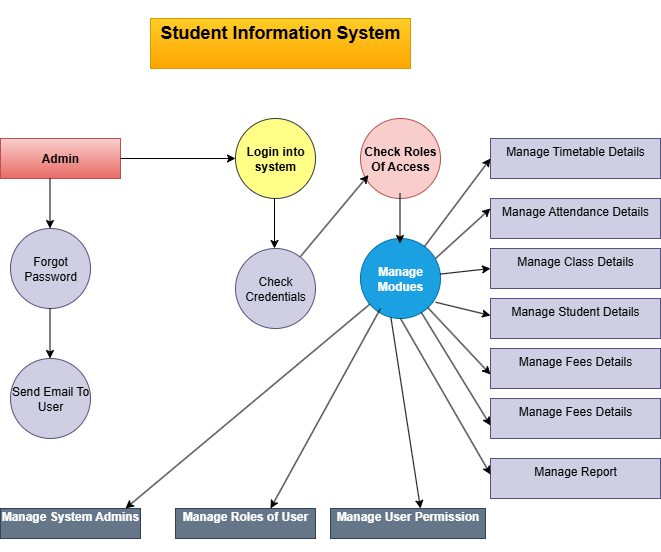 Student Information System
Admin
Login into
system
Check Roles
Of Access
Manage Timetable Details
Manage Attendance Details
Forgot
Password
Check
Credentials
Manage
Modues
Manage Class Details
Manage Student Details
Manage Fees Details
Send Email To
User
Manage Fees Details
Manage Report
Manage System Admins
Manage Roles of User
Manage User Permission